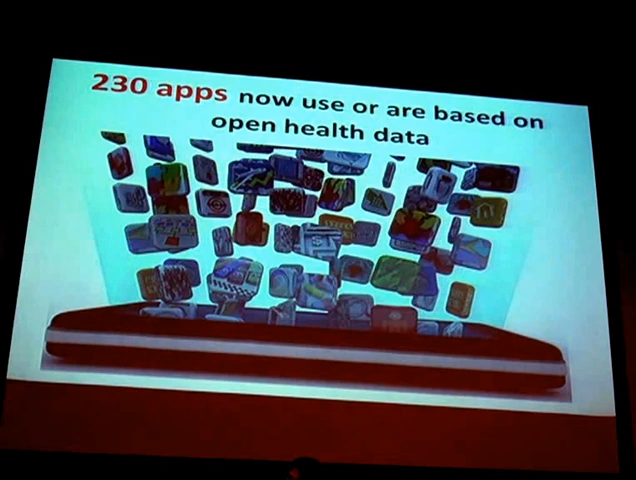 230 apps now use or are based on
open health data